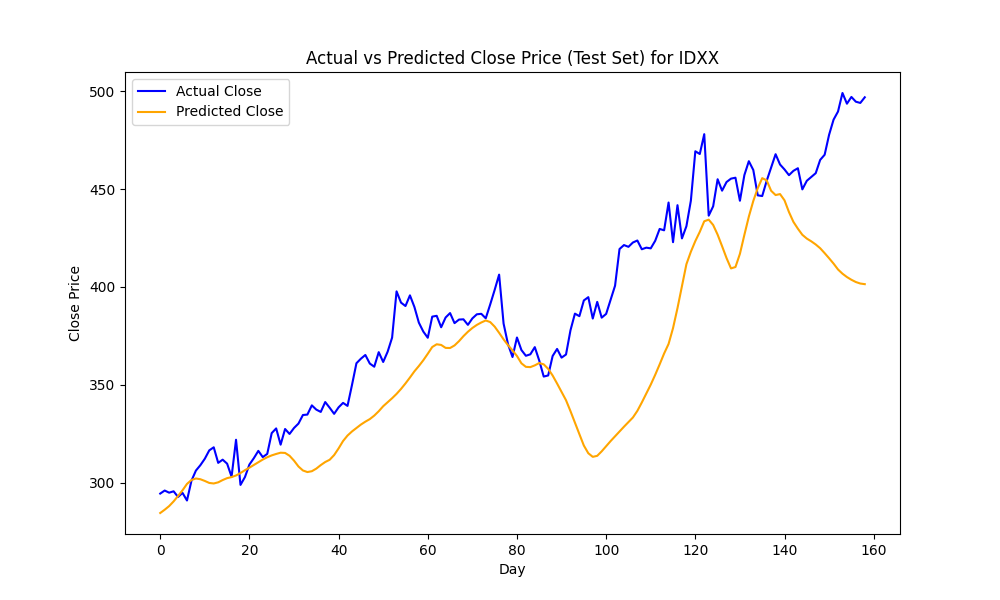 Actual vs Predicted Close Price (Test Set) for IDXX
Actual Close
Predicted Close
500
450
400
350
300
Close Price
0 20 40 60 80 100 120 140 160
Day